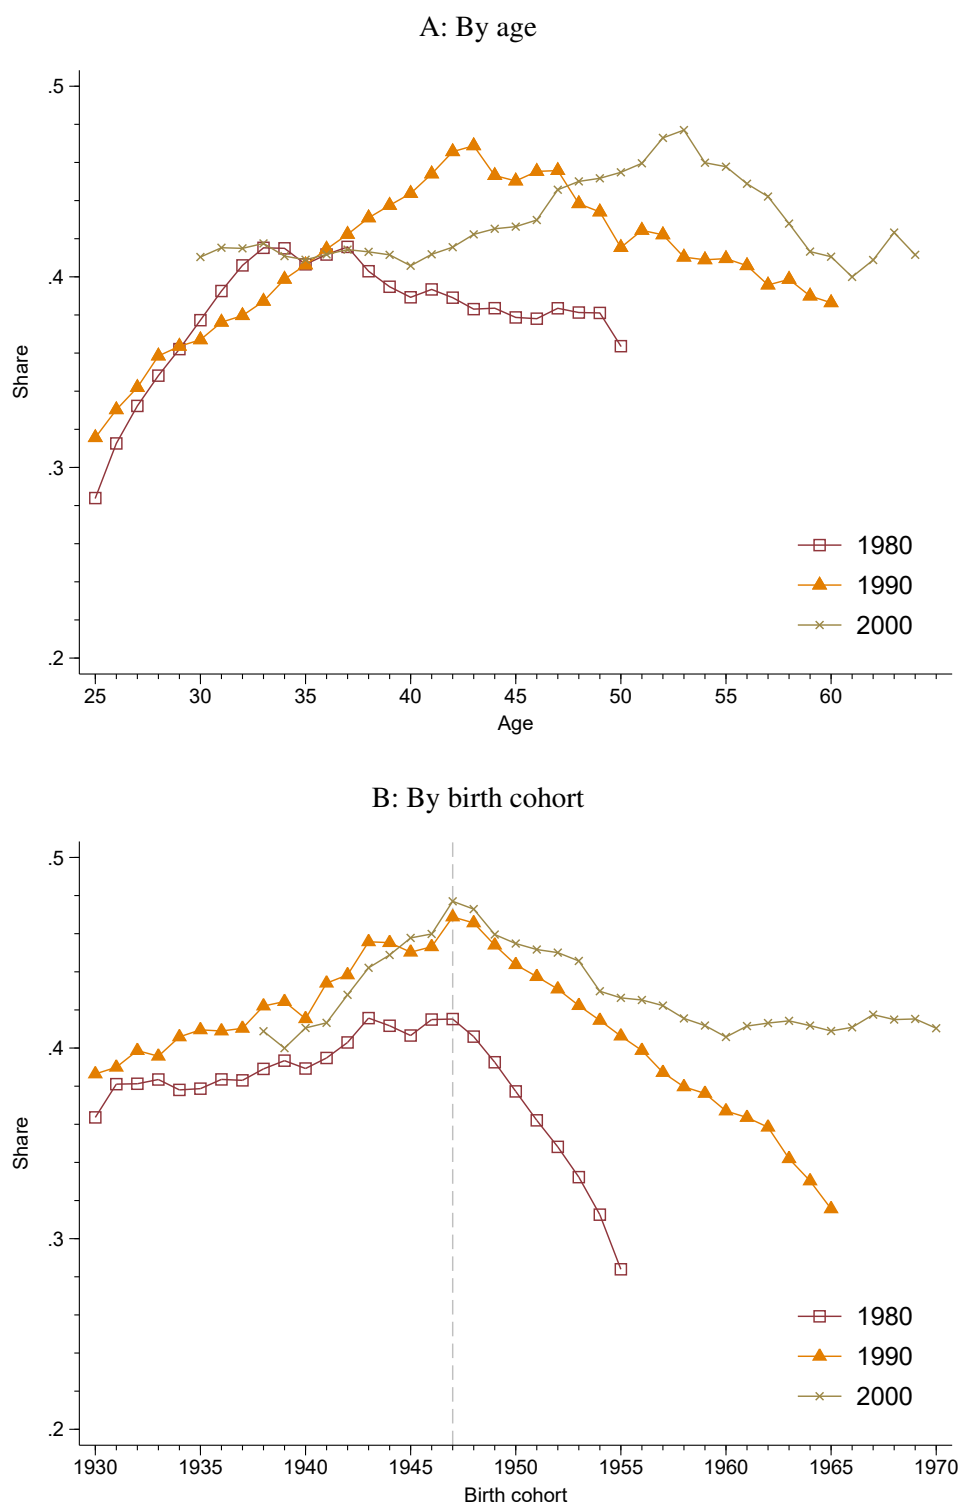 A: By age
.5
.4
.3
.2
Share
1980
1990
2000
25 30 35 40 45 50 55 60
Age
B: By birth cohort
.5
.4
.3
.2
Share
1980
1990
2000
1930 1935 1940 1945 1950 1955 1960 1965 1970
Birth cohort